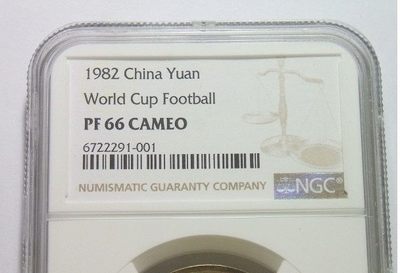 1982 China Yuan
World Cup Football
PF 66 CAMEO
6722291-001
NUMISMATIC GUARANTY COMPANY NGC®